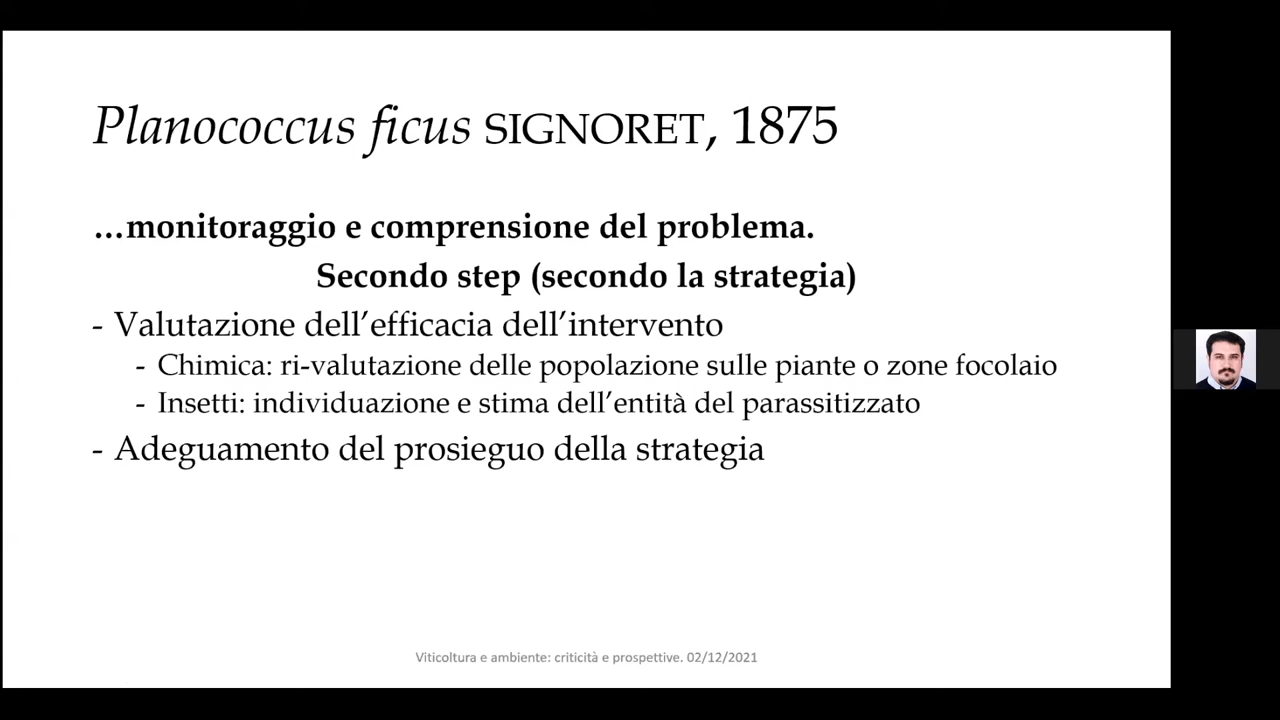 Planococcus ficus SIGNORET, 1875
…monitoraggio e comprensione del problema.
Secondo step (secondo la strategia)
- Valutazione dell’efficacia dell’intervento
- Chimica: ri-valutazione delle popolazione sulle piante o zone focolaio
- Insetti: individuazione e stima dell’entità del parassitizzato
- Adeguamento del prosieguo della strategia
Viticoltura e ambiente: criticità e prospettive. 02/12/2021